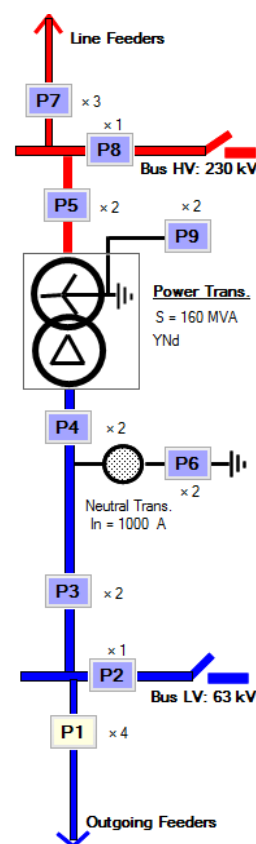 Line Feeders
P7 × 3
× 1
P8
Bus HV: 230 kV
P5 × 2
× 2
P9
Power Trans.
S = 160 MVA
YNd
P4 × 2
P6
× 2
Neutral Trans.
In = 1000 A
P3 × 2
× 1
P2
Bus LV: 63 kV
P1 × 4
Outgoing Feeders